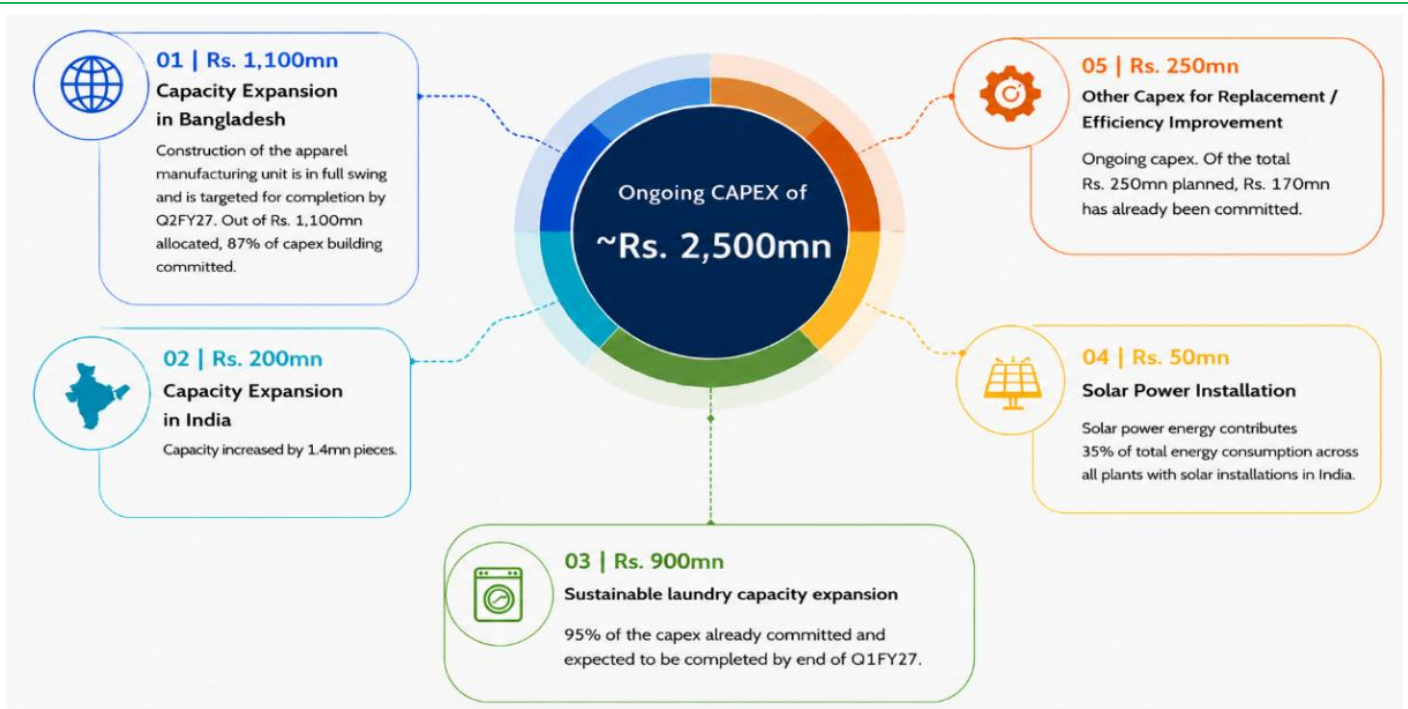 01 | Rs. 1,100mn
Capacity Expansion
in Bangladesh
Construction of the apparel
manufacturing unit is in full swing
and is targeted for completion by
Q2FY27. Out of Rs. 1,100mn
allocated, 87% of capex building
committed.
02 | Rs. 200mn
Capacity Expansion
in India
Capacity increased by 1.4mn pieces.
Ongoing CAPEX of
~Rs. 2,500mn
03 | Rs. 900mn
Sustainable laundry capacity expansion
95% of the capex already committed and
expected to be completed by end of Q1FY27.
05 | Rs. 250mn
Other Capex for Replacement /
Efficiency Improvement
Ongoing capex. Of the total
Rs. 250mn planned, Rs. 170mn
has already been committed.
04 | Rs. 50mn
Solar Power Installation
Solar power energy contributes
35% of total energy consumption across
all plants with solar installations in India.